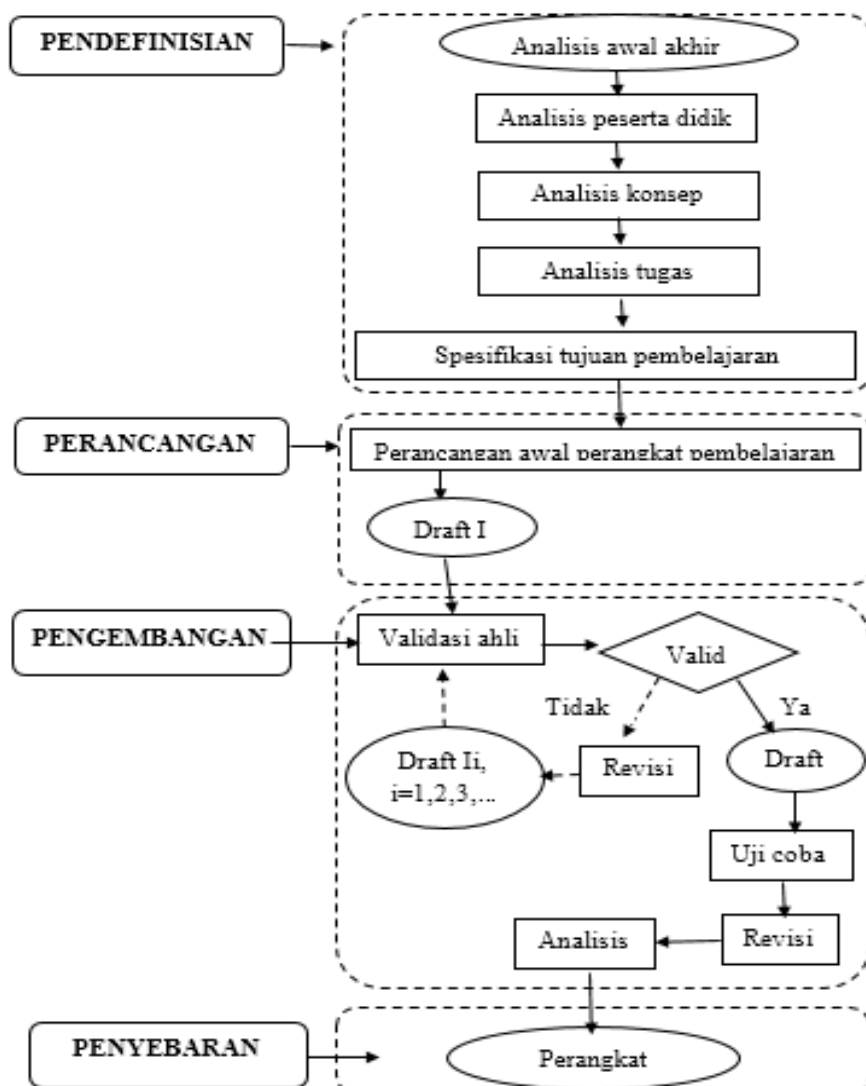 PENDEFINISIAN
Analisis awal akhir
Analisis peserta didik
Analisis konsep
Analisis tugas
Spesifikasi tujuan pembelajaran
PERANCANGAN
Perancangan awal perangkat pembelajaran
Draft I
PENGEMBANGAN
Validasi ahli
Valid
Tidak
Ya
Draft Ii,
i=1,2,3,...
Revisi
Draft
Uji coba
Analisis
Revisi
PENYEBARAN
Perangkat